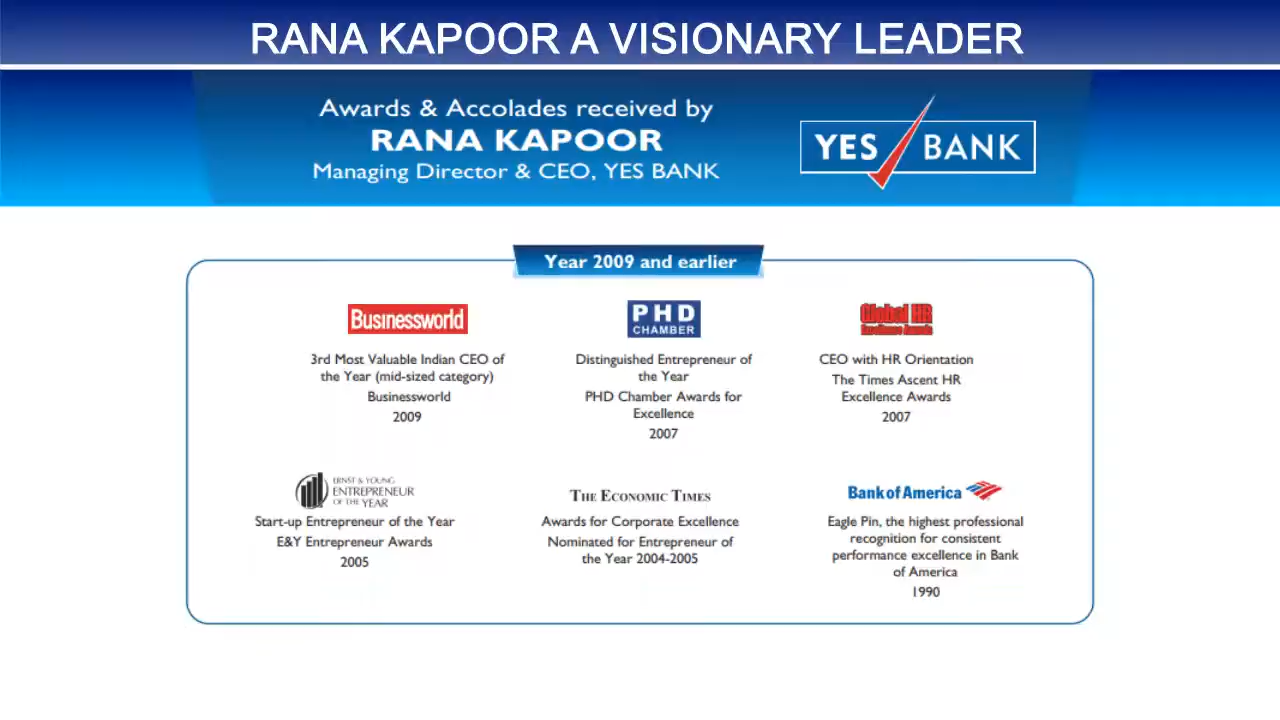 RANA KAPOOR A VISIONARY LEADER
Awards & Accolades received by
RANA KAPOOR
Managing Director & CEO, YES BANK
YES BANK
Year 2009 and earlier
Businessworld
3rd Most Valuable Indian CEO of
the Year (mid-sized category)
Businessworld
2009
PHD
CHAMBER
Distinguished Entrepreneur of
the Year
PHD Chamber Awards for
Excellence
2007
Global HR
Excellence Awards
CEO with HR Orientation
The Times Ascent HR
Excellence Awards
2007
ERNST & YOUNG
ENTREPRENEUR
OF THE YEAR
Start-up Entrepreneur of the Year
E&Y Entrepreneur Awards
2005
THE ECONOMIC TIMES
Awards for Corporate Excellence
Nominated for Entrepreneur of
the Year 2004-2005
Bank of America
Eagle Pin, the highest professional
recognition for consistent
performance excellence in Bank
of America
1990